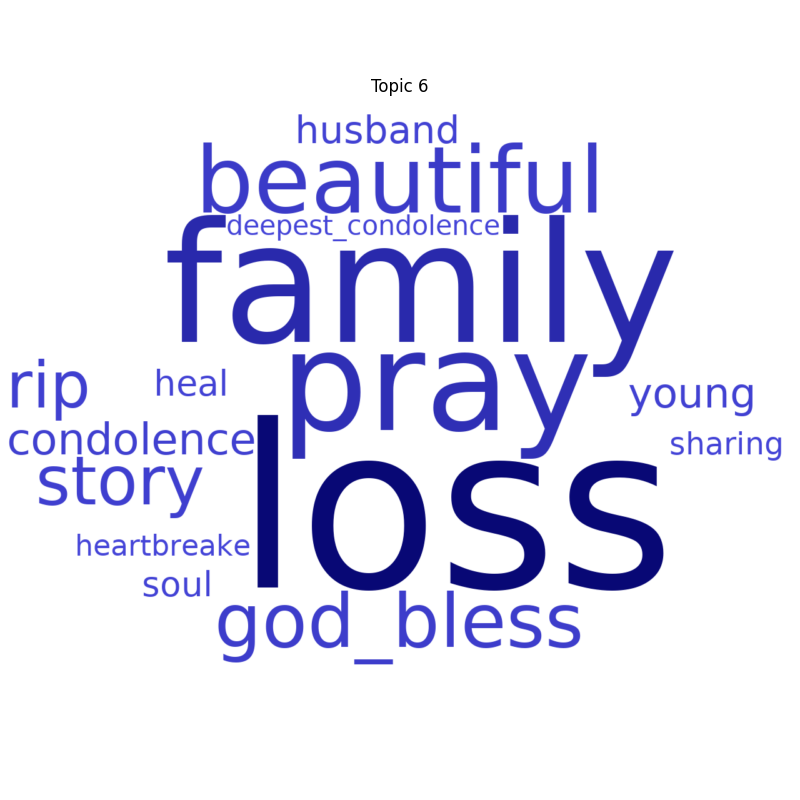 Topic 6
husband
beautiful
deepest_condolence
family
pray
rip
heal
young
condolence
sharing
story
loss
heartbreake
soul
god_bless